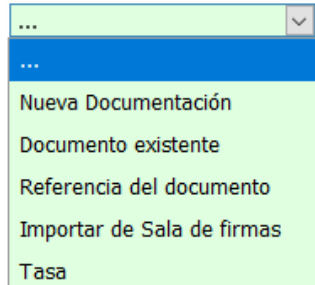 ...
...
Nueva Documentación
Documento existente
Referencia del documento
Importar de Sala de firmas
Tasa